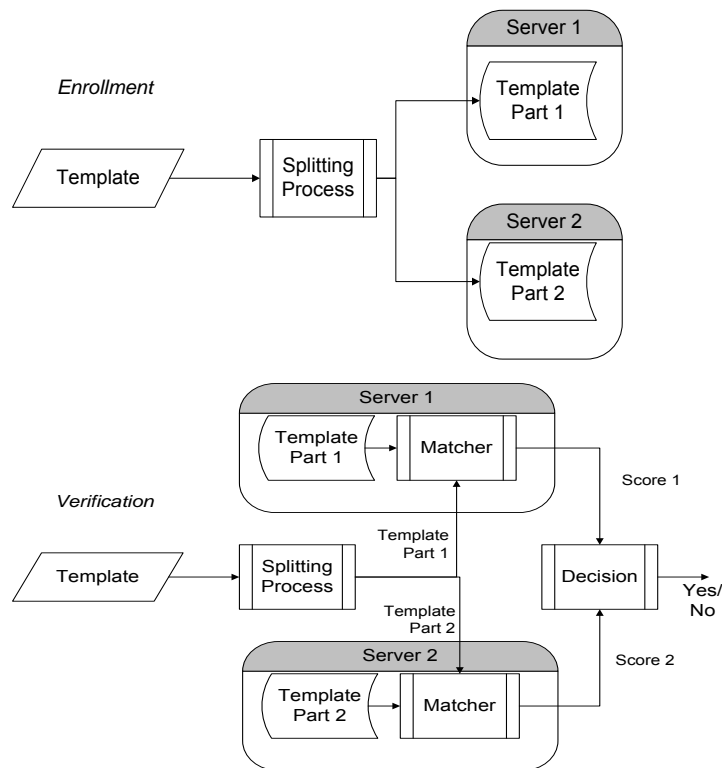 Enrollment
Template
Splitting
Process
Server 1
Template
Part 1
Server 2
Template
Part 2
Verification
Template
Splitting
Process
Server 1
Template
Part 1
Matcher
Template
Part 1
Template
Part 2
Server 2
Template
Part 2
Matcher
Score 1
Decision
Yes/
No
Score 2